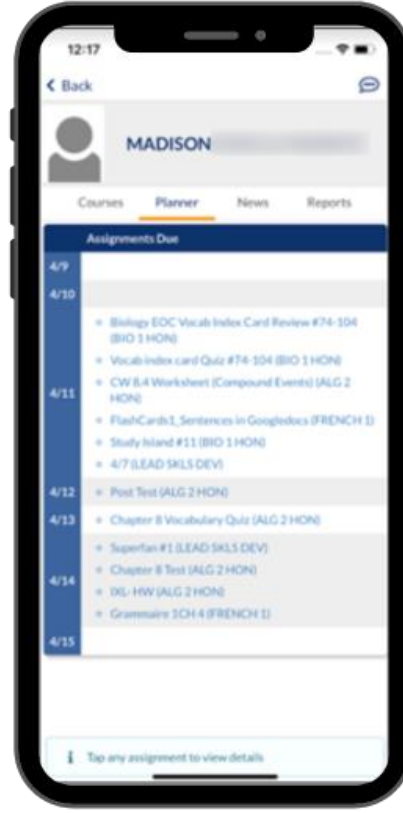 12:17
Back
MADISON
Courses Planner News Reports
Assignments Due
4/9
4/10
4/11
Biology EOC Vocab Index Card Review #74-104
(BIO 1 HON)
Vocab index card Quiz #74-104 (BIO 1 HON)
CW 8.4 Worksheet (Compound Events) (ALG 2
HON)
FlashCards1_Sentences in Googledocs (FRENCH 1)
Study Island #11 (BIO 1 HON)
4/7 (LEAD SKLS DEV)
4/12 Post Test (ALG 2 HON)
4/13 Chapter 8 Vocabulary Quiz (ALG 2 HON)
4/14
Superfan #1 (LEAD SKLS DEV)
Chapter 8 Test (ALG 2 HON)
IXL- HW (ALG 2 HON)
Grammaire 1CH 4 (FRENCH 1)
4/15
i Tap any assignment to view details